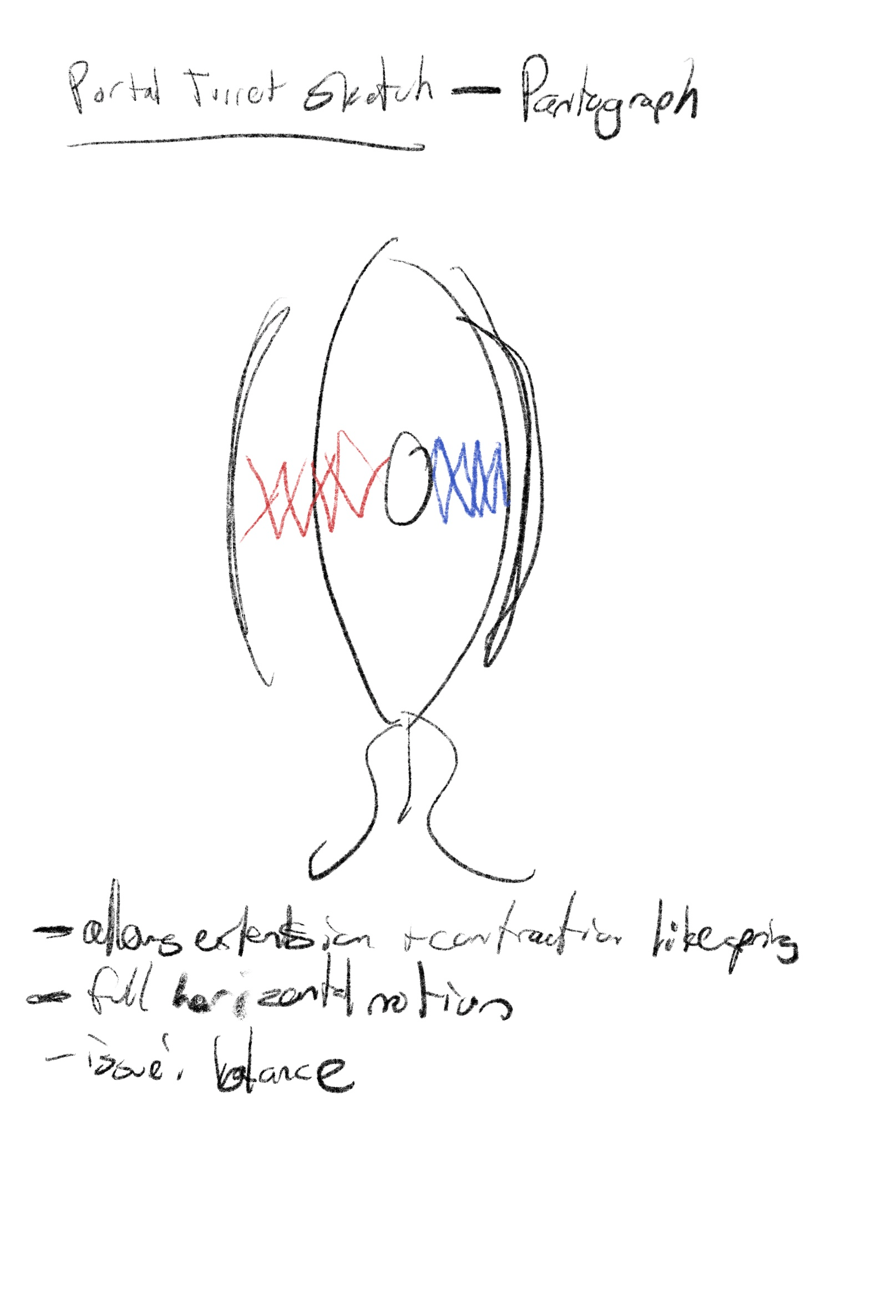 Portal Turret Sketch — Pantograph
- allows extension + contraction like spring
- full horizontal motion
- issue: balance